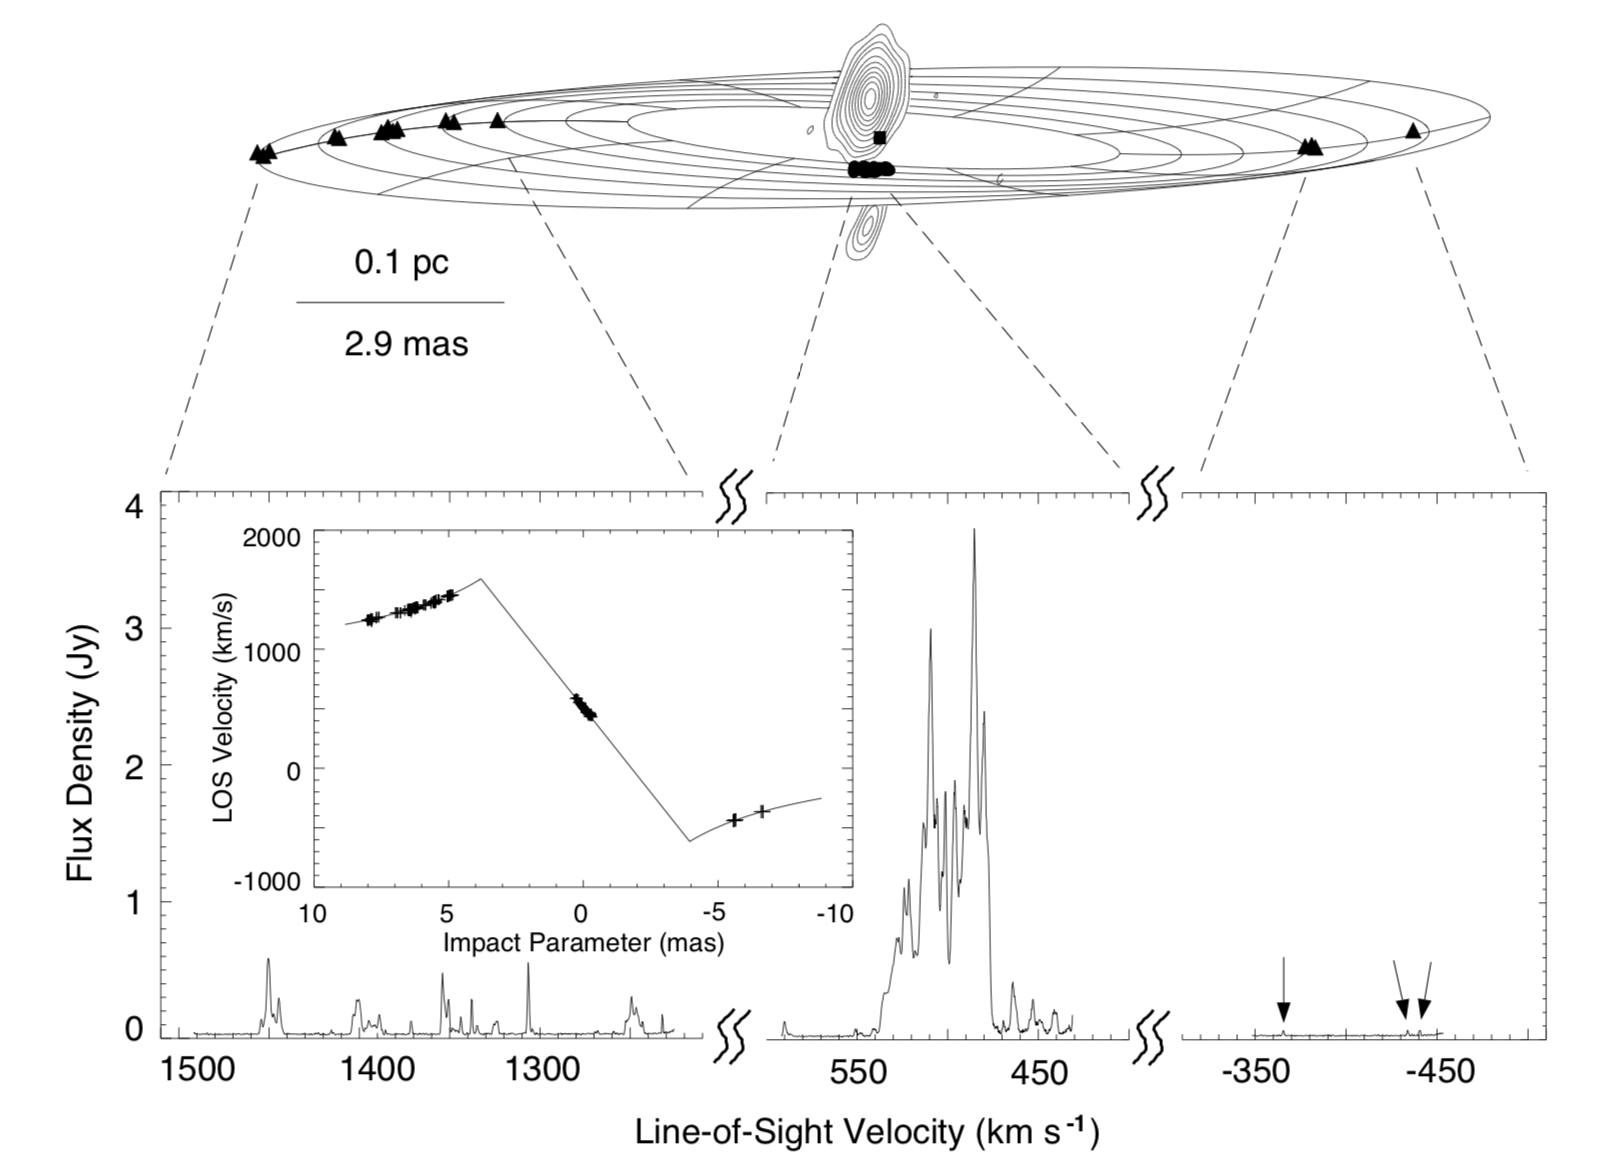 0.1 pc
2.9 mas
4
3
2
1
0
Flux Density (Jy)
2000
1000
0
-1000
LOS Velocity (km/s)
10 5 0 -5 -10
Impact Parameter (mas)
1500 1400 1300 550 450 -350 -450
Line-of-Sight Velocity (km s⁻¹)